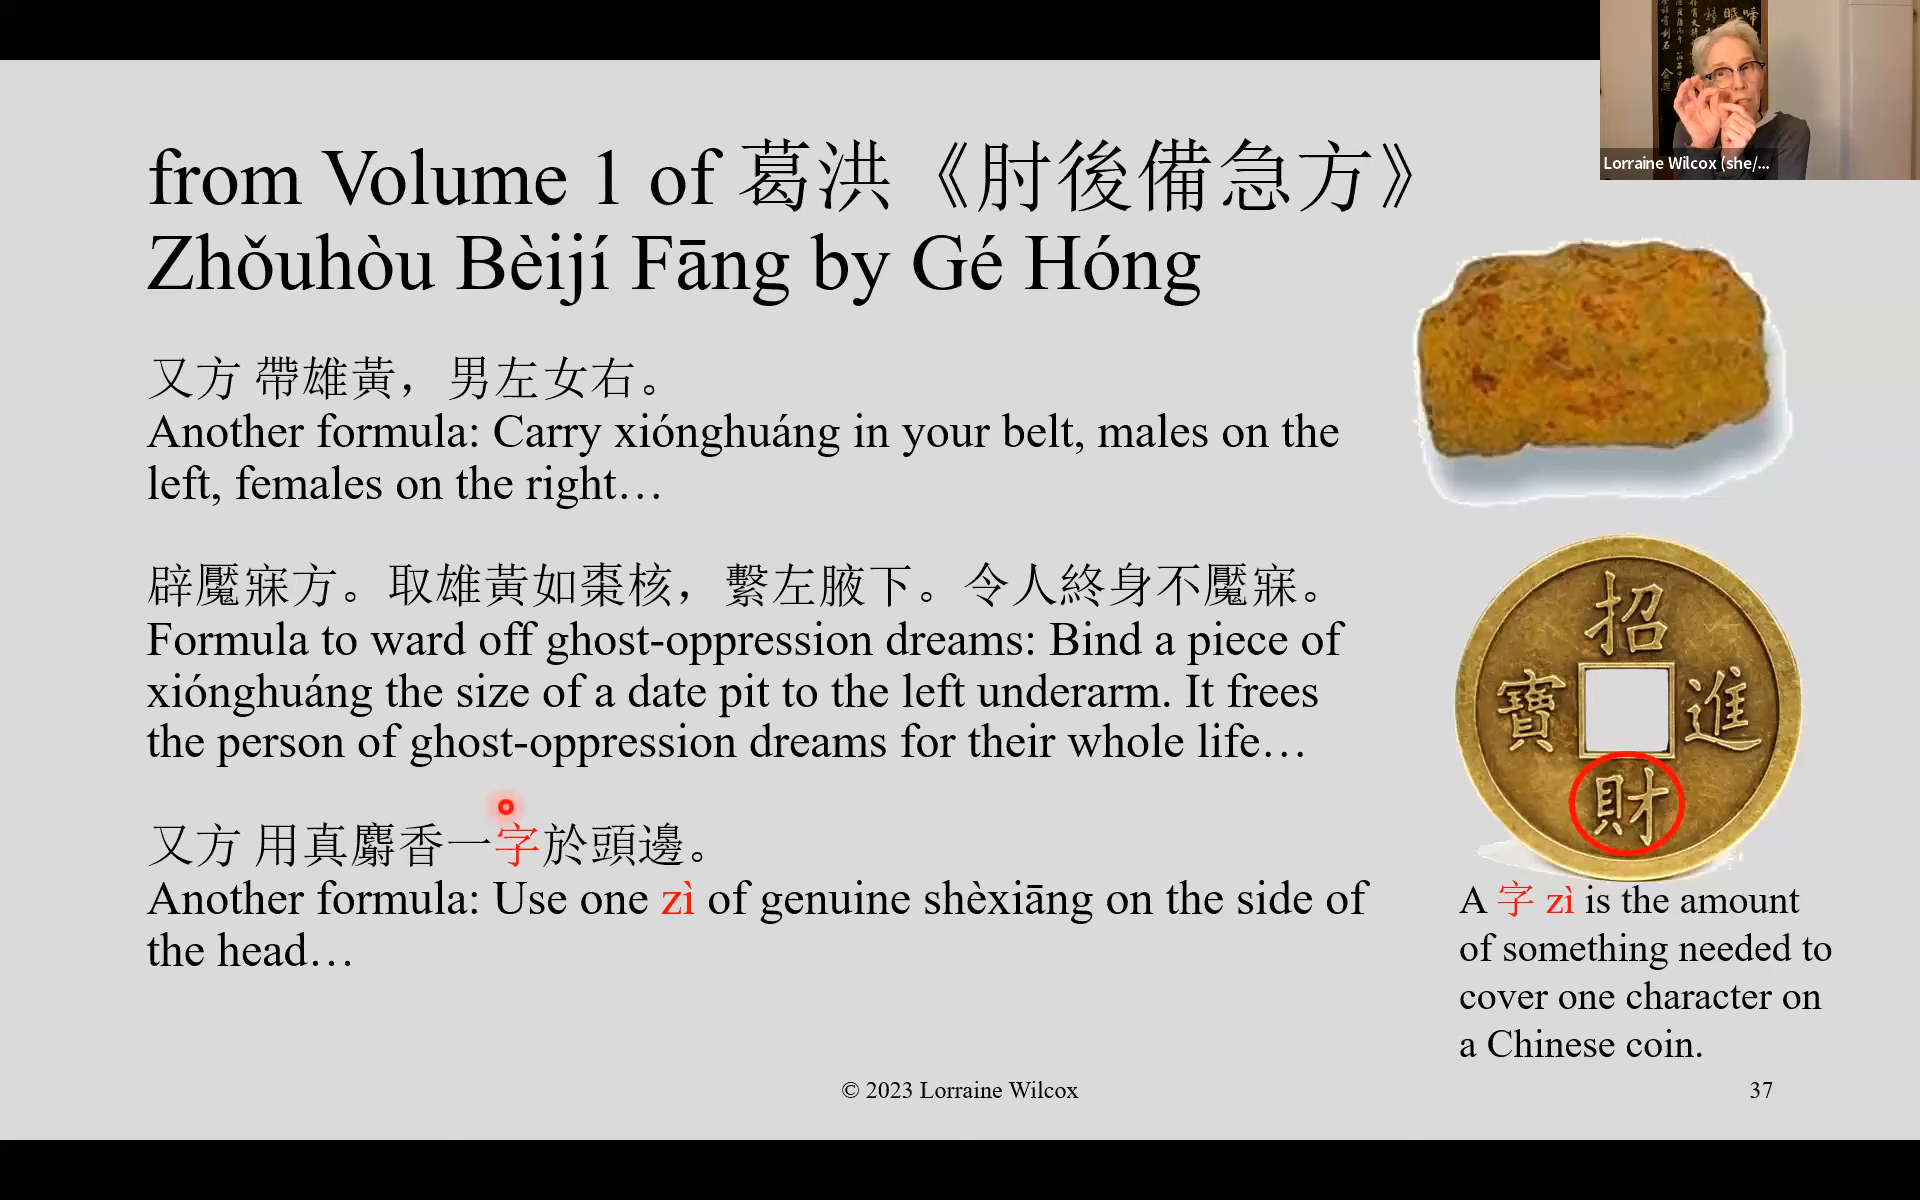 from Volume 1 of 葛洪《肘後備急方》
Zhǒuhòu Bèijí Fāng by Gé Hóng
又方 帶雄黃，男左女右。
Another formula: Carry xiónghuáng in your belt, males on the
left, females on the right…
辟魘寐方。取雄黃如棗核，繫左腋下。令人終身不魘寐。
Formula to ward off ghost-oppression dreams: Bind a piece of
xiónghuáng the size of a date pit to the left underarm. It frees
the person of ghost-oppression dreams for their whole life…
又方 用真麝香一字於頭邊。
Another formula: Use one zì of genuine shèxiāng on the side of
the head…
Lorraine Wilcox (she/...
招
寶 進
財
A 字 zì is the amount
of something needed to
cover one character on
a Chinese coin.
© 2023 Lorraine Wilcox
37